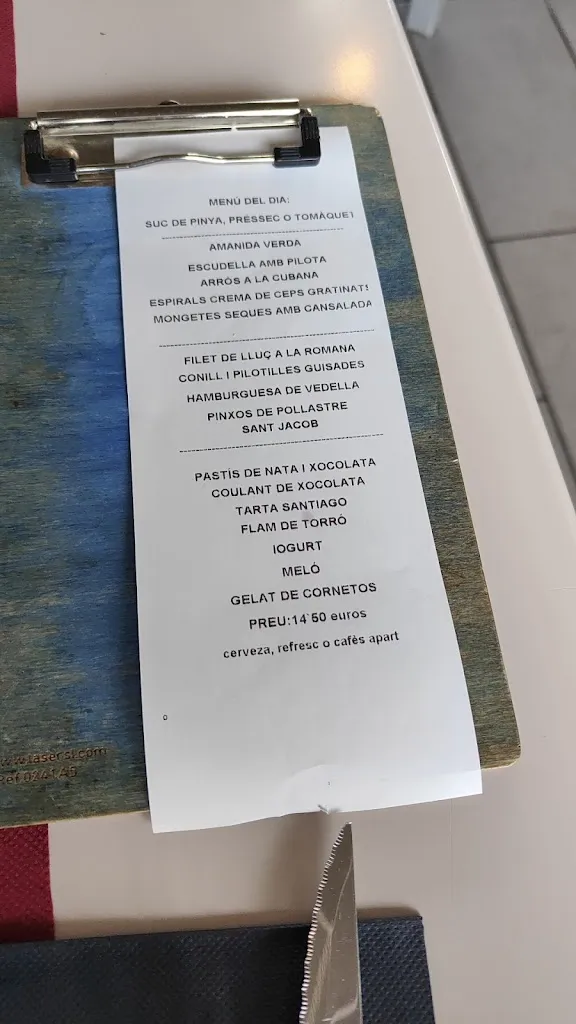 MENÚ DEL DIA:
SUC DE PINYA, PRÉSSEC O TOMÀQUET
AMANIDA VERDA
ESCUDELLA AMB PILOTA
ARRÒS A LA CUBANA
ESPIRALS CREMA DE CEPS GRATINATS
MONGETES SEQUES AMB CANSALADA
FILET DE LLUÇ A LA ROMANA
CONILL I PILOTILLES GUISADES
HAMBURGUESA DE VEDELLA
PINXOS DE POLLASTRE
SANT JACOB
PASTÍS DE NATA I XOCOLATA
COULANT DE XOCOLATA
TARTA SANTIAGO
FLAM DE TORRÓ
IOGURT
MELÓ
GELAT DE CORNETOS
PREU:14´50 euros
cerveza, refresc o cafès apart